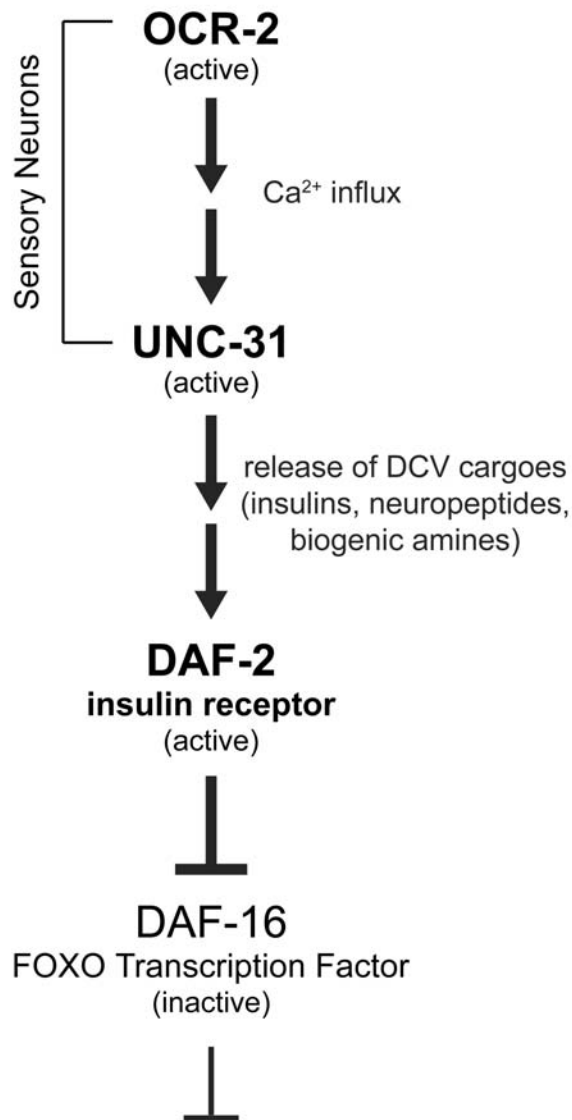 Sensory Neurons
OCR-2
(active)
Ca²⁺ influx
UNC-31
(active)
release of DCV cargoes
(insulins, neuropeptides,
biogenic amines)
DAF-2
insulin receptor
(active)
DAF-16
FOXO Transcription Factor
(inactive)